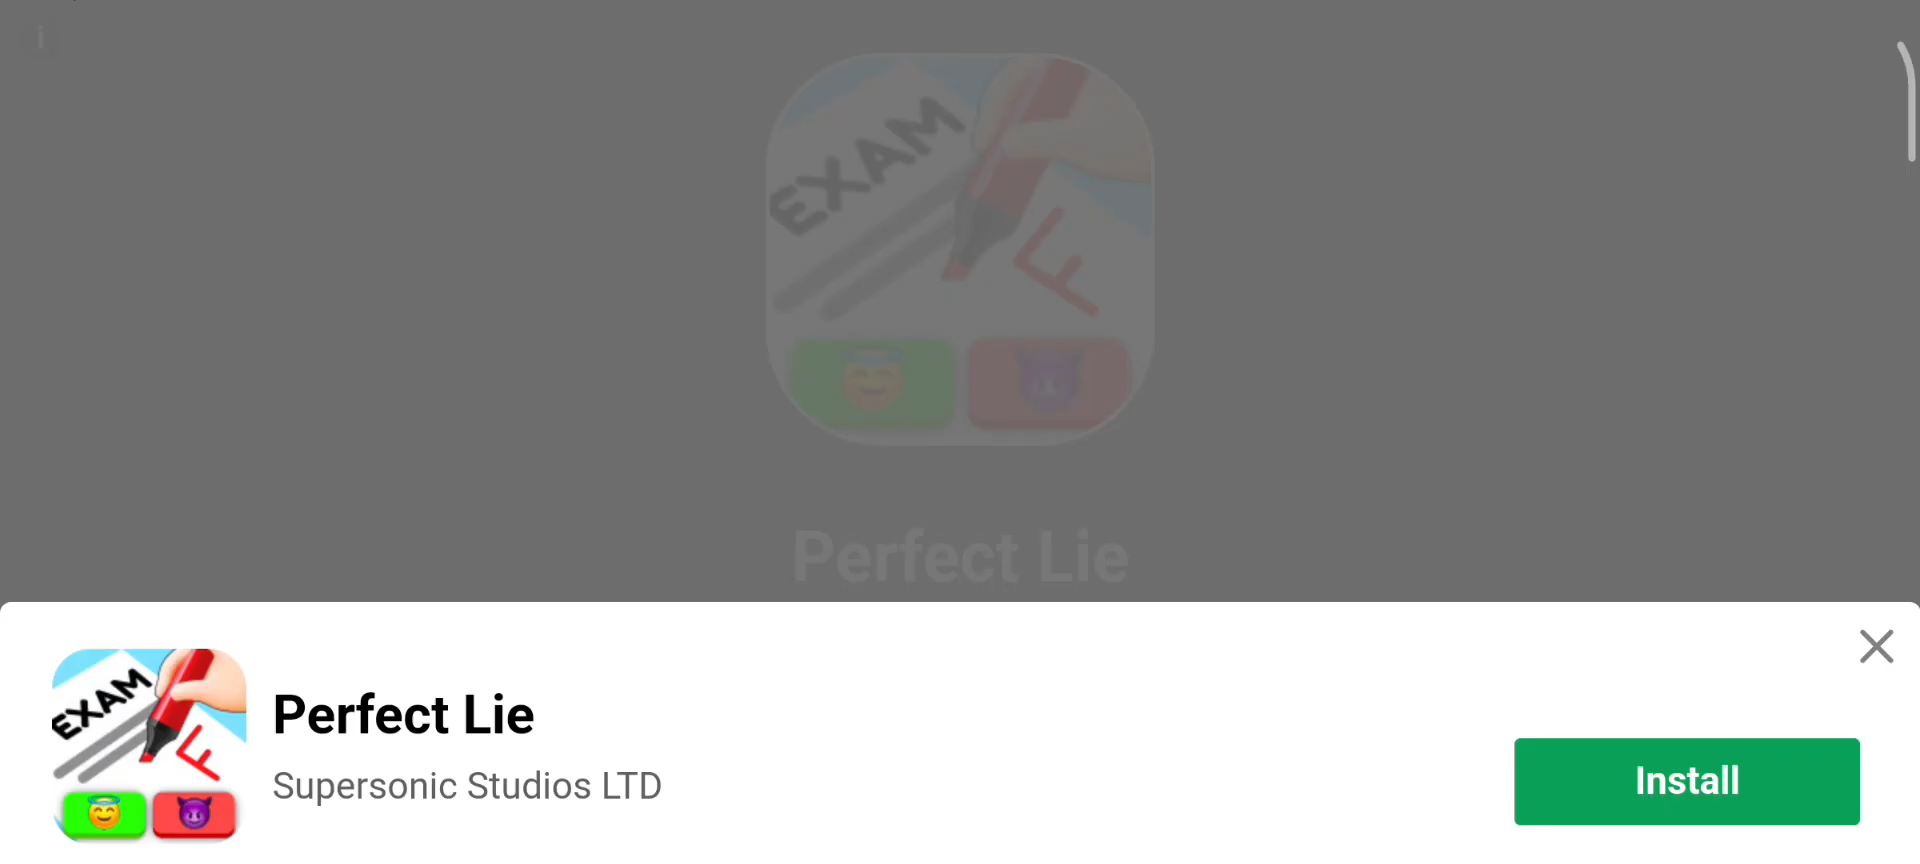 i
EXAM
F
Perfect Lie
EXAM
F
Perfect Lie
Supersonic Studios LTD
Install